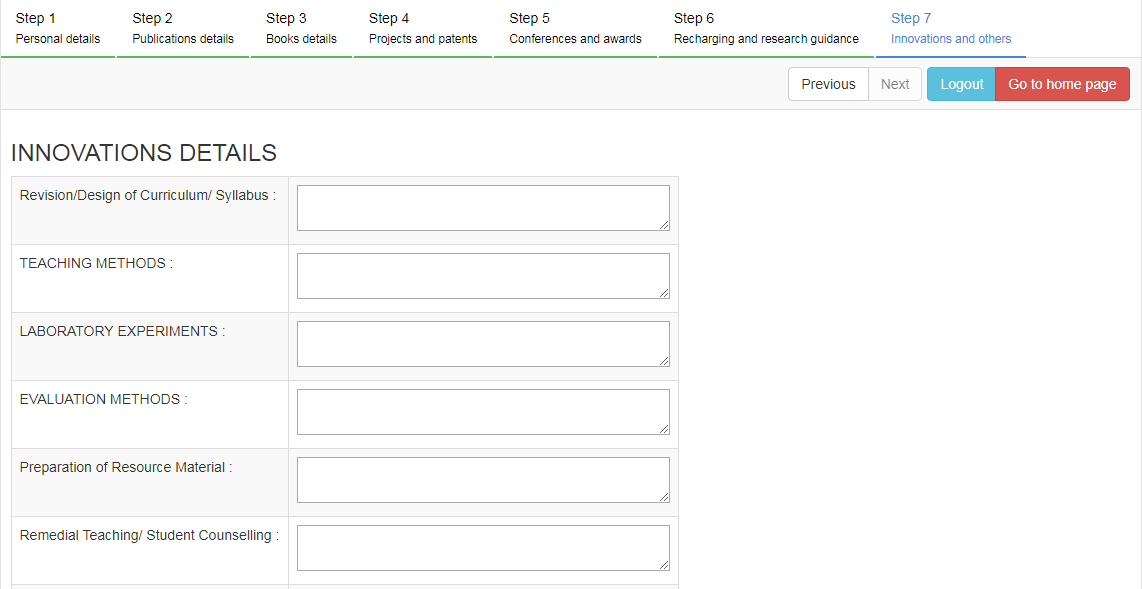 Step 1
Personal details
Step 2
Publications details
Step 3
Books details
Step 4
Projects and patents
Step 5
Conferences and awards
Step 6
Recharging and research guidance
Step 7
Innovations and others
Previous
Next
Logout
Go to home page
INNOVATIONS DETAILS
Revision/Design of Curriculum/ Syllabus :
TEACHING METHODS :
LABORATORY EXPERIMENTS :
EVALUATION METHODS :
Preparation of Resource Material :
Remedial Teaching/ Student Counselling :